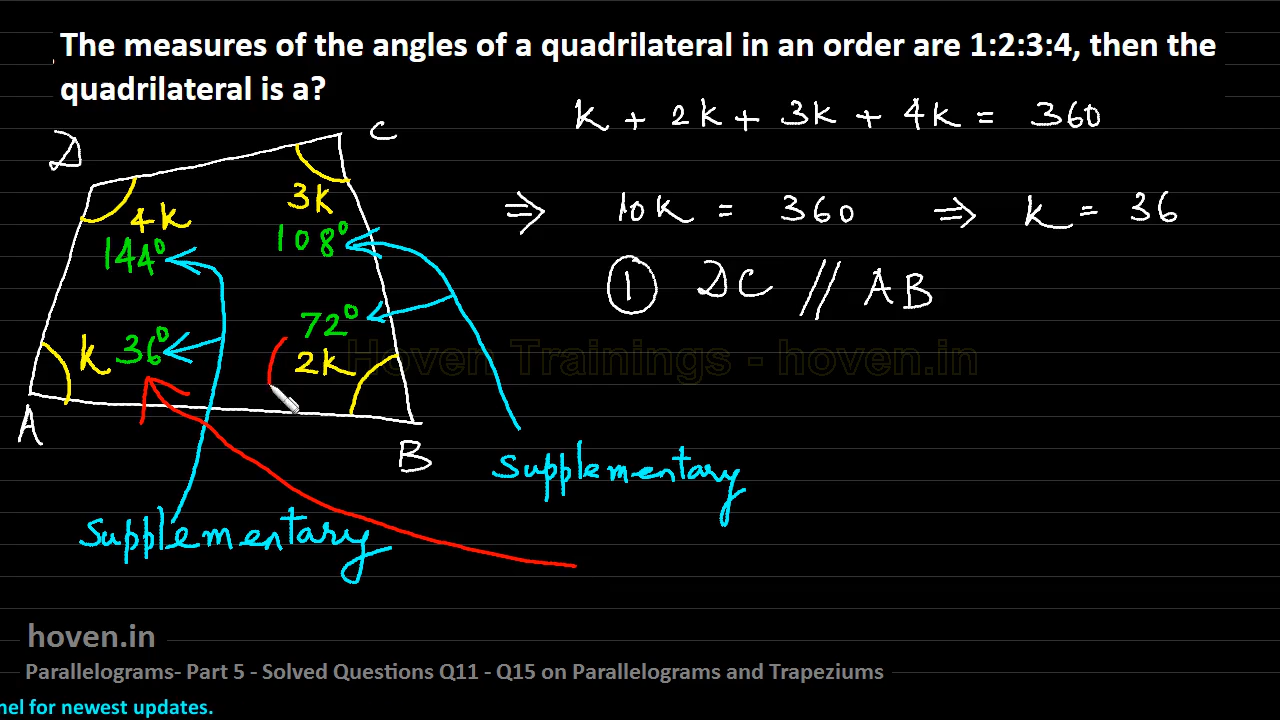 The measures of the angles of a quadrilateral in an order are 1:2:3:4, then the
quadrilateral is a?
k + 2k + 3k + 4k = 360
D
C
4k
3k
144°
108°
⇒ 10k = 360 ⇒ k = 36
① DC // AB
k 36°
72°
2k
Hoven Trainings - hoven.in
A
B
Supplementary
Supplementary
hoven.in
Parallelograms- Part 5 - Solved Questions Q11 - Q15 on Parallelograms and Trapeziums
nel for newest updates.